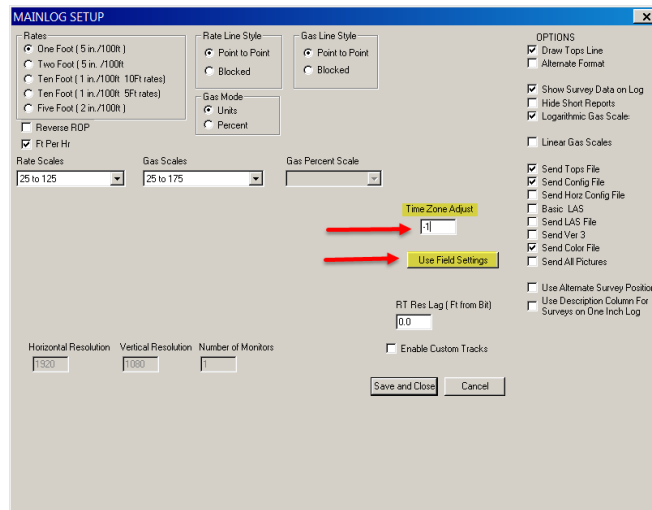 MAINLOG SETUP
Rates
One Foot ( 5 in./100ft )
Two Foot ( 5 in. /100ft
Ten Foot ( 1 in./100ft 10Ft rates)
Ten Foot ( 1 in./100ft 5Ft rates)
Five Foot ( 2 in./100ft )
Reverse ROP
Ft Per Hr
Rate Line Style
Point to Point
Blocked
Gas Line Style
Point to Point
Blocked
Gas Mode
Units
Percent
Rate Scales
25 to 125
Gas Scales
25 to 175
Gas Percent Scale
Time Zone Adjust
-1
Use Field Settings
RT Res Lag ( Ft from Bit)
0.0
Enable Custom Tracks
Horizontal Resolution
1920
Vertical Resolution
1080
Number of Monitors
1
Save and Close
Cancel
OPTIONS
Draw Tops Line
Alternate Format
Show Survey Data on Log
Hide Short Reports
Logarithmic Gas Scale:
Linear Gas Scales
Send Tops File
Send Config File
Send Horz Config File
Basic LAS
Send LAS File
Send Ver 3
Send Color File
Send All Pictures
Use Alternate Survey Position
Use Description Column For
Surveys on One Inch Log